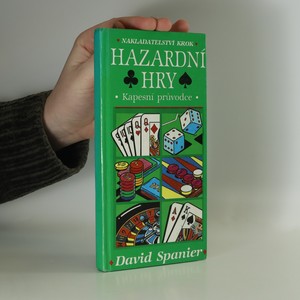 • NAKLADATELSTVÍ KROK •
HAZARDNÍ
HRY
• Kapesní průvodce •
David Spanier